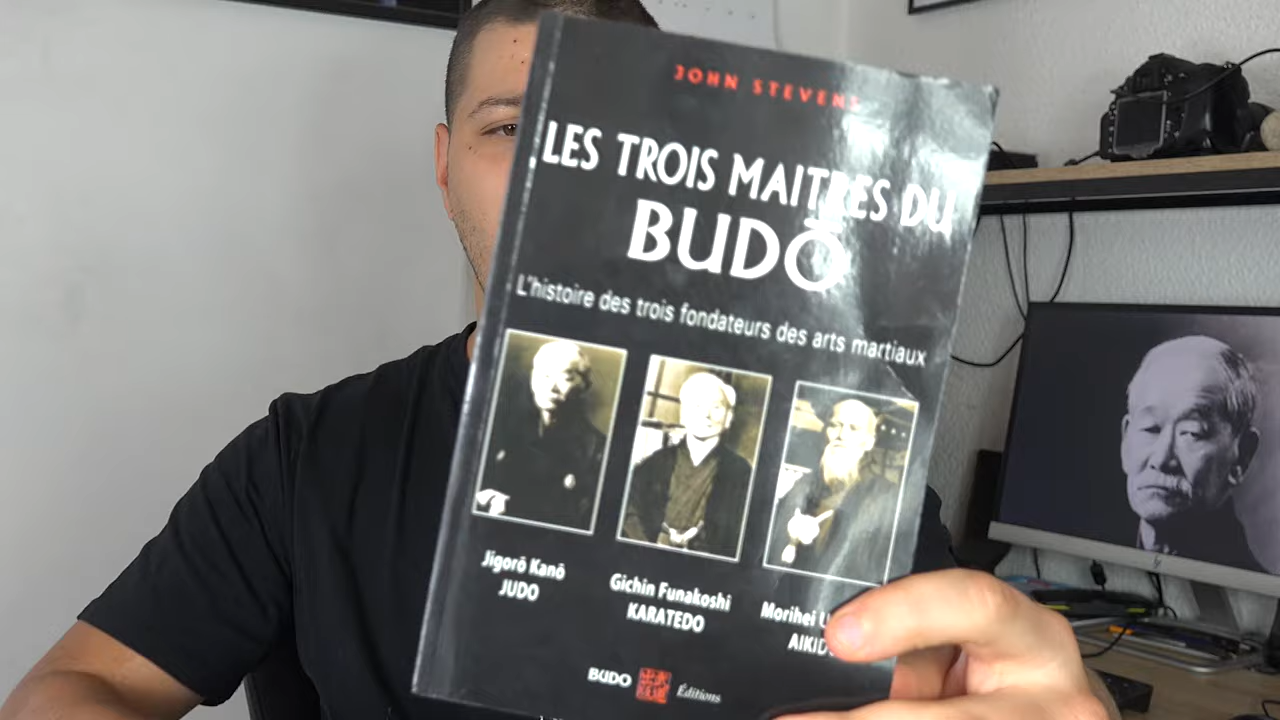 JOHN STEVENS
LES TROIS MAITRES DU
BUDŌ
L'histoire des trois fondateurs des arts martiaux
Jigorō Kanō
JUDO
Gichin Funakoshi
KARATEDO
Morihei
BUDO Éditions